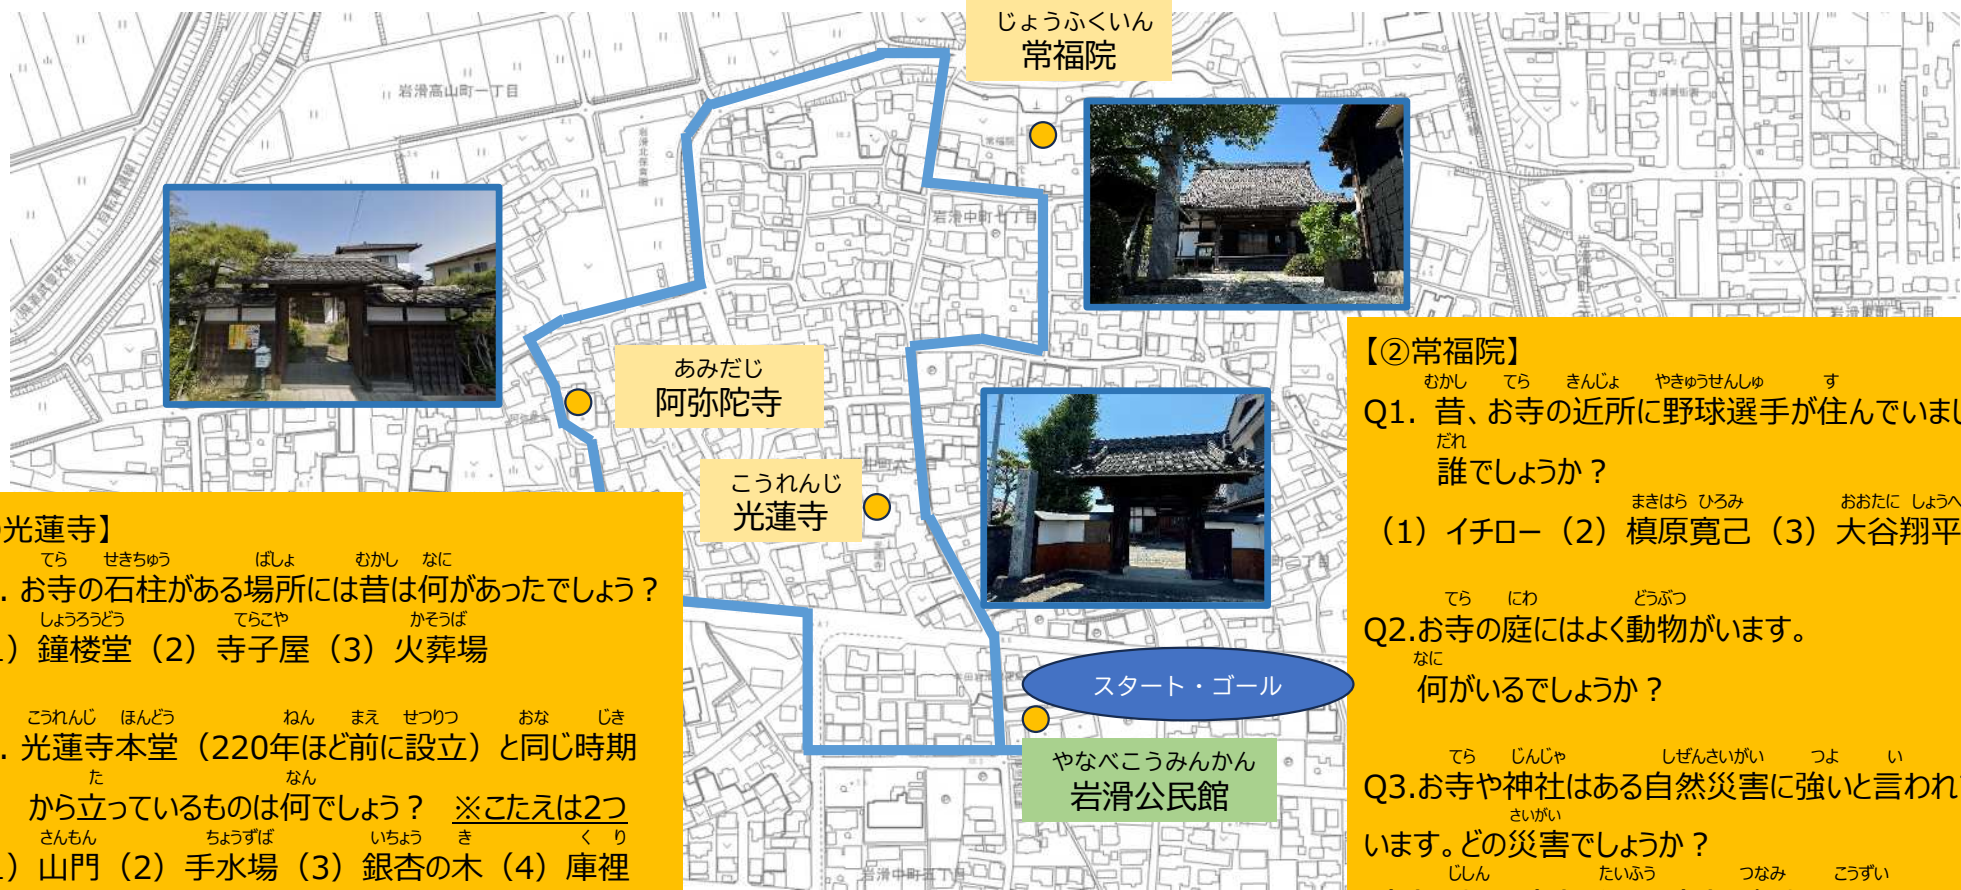 じょうふくいん
常福院
岩滑高山町一丁目
岩滑北保育園
常福院
岩滑中町七丁目
あみだじ
阿弥陀寺
こうれんじ
光蓮寺
スタート・ゴール
やなべこうみんかん
岩滑公民館
岩滑中町五丁目
光蓮寺】
てら せきちゅう ばしょ むかし なに
. お寺の石柱がある場所には昔は何があったでしょう？
しょうろうどう てらこや かそうば
）鐘楼堂（2）寺子屋（3）火葬場
こうれんじ ほんどう ねん まえ せつりつ おな じき
. 光蓮寺本堂（220年ほど前に設立）と同じ時期
た なん
から立っているものは何でしょう？ ※こたえは2つ
さんもん ちょうずば いちょう き くり
）山門（2）手水場（3）銀杏の木（4）庫裡
【②常福院】
むかし てら きんじょ やきゅうせんしゅ す
Q1. 昔、お寺の近所に野球選手が住んでいまし
だれ
誰でしょうか？
まきはら ひろみ おおたに しょうへ
（1）イチロー（2）槙原寛己（3）大谷翔平
てら にわ どうぶつ
Q2.お寺の庭にはよく動物がいます。
なに
何がいるでしょうか？
てら じんじゃ しぜんさいがい つよ い
Q3.お寺や神社はある自然災害に強いと言われ
さいがい
います。どの災害でしょうか？
じしん たいふう つなみ こうずい